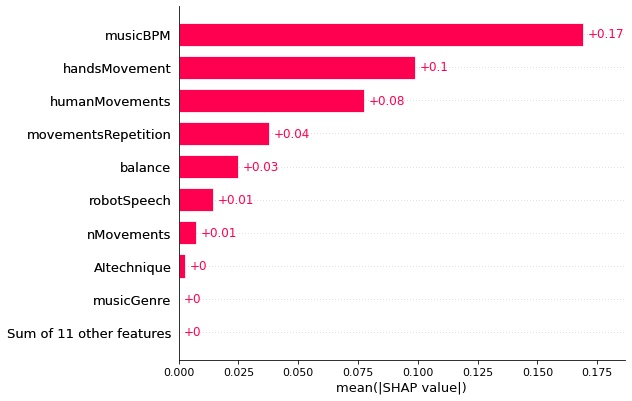 musicBPM +0.17
handsMovement +0.1
humanMovements +0.08
movementsRepetition +0.04
balance +0.03
robotSpeech +0.01
nMovements +0.01
AItechnique +0
musicGenre +0
Sum of 11 other features +0
0.000 0.025 0.050 0.075 0.100 0.125 0.150 0.175
mean(|SHAP value|)